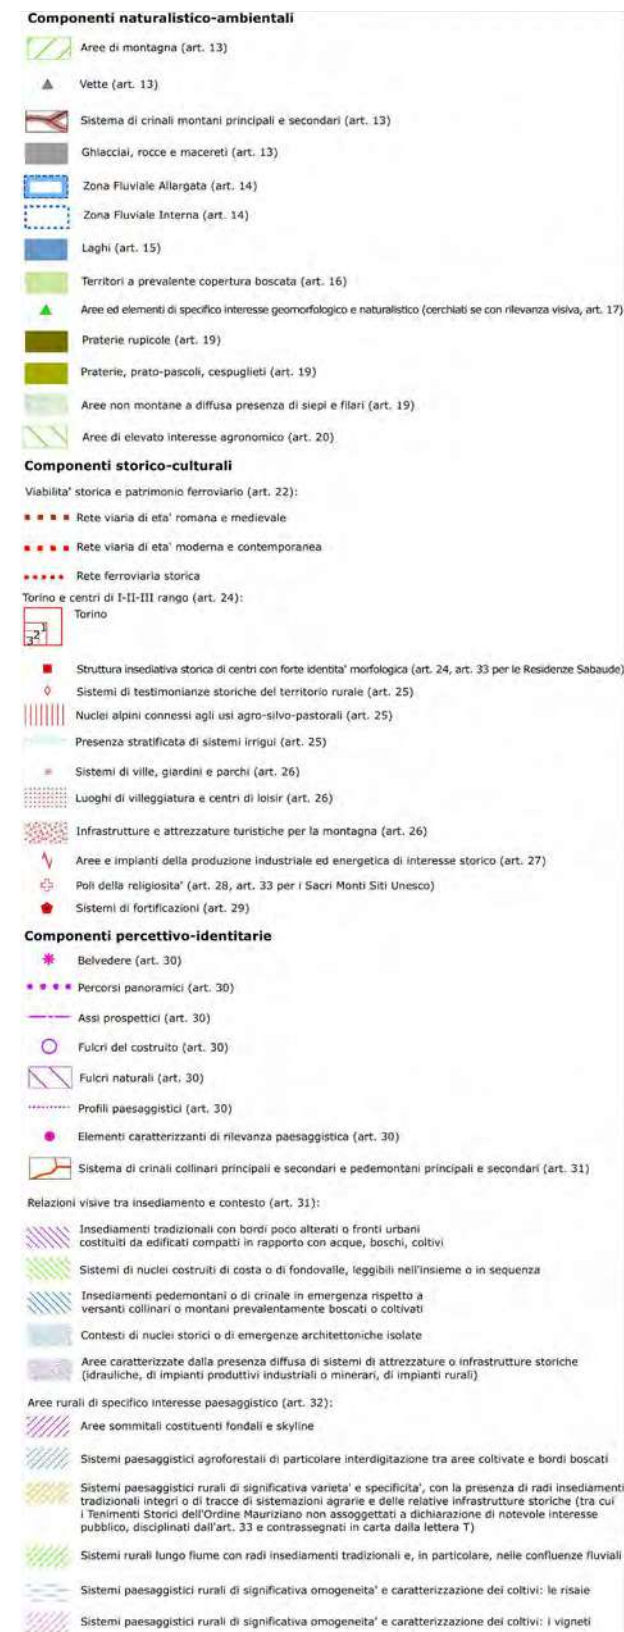 Componenti naturalistico-ambientali
Aree di montagna (art. 13)
Vette (art. 13)
Sistema di crinali montani principali e secondari (art. 13)
Ghiacciai, rocce e macereti (art. 13)
Zona Fluviale Allargata (art. 14)
Zona Fluviale Interna (art. 14)
Laghi (art. 15)
Territori a prevalente copertura boscata (art. 16)
Aree ed elementi di specifico interesse geomorfologico e naturalistico (cerchiati se con rilevanza visiva, art. 17)
Praterie rupicole (art. 19)
Praterie, prato-pascoli, cespuglieti (art. 19)
Aree non montane a diffusa presenza di siepi e filari (art. 19)
Aree di elevato interesse agronomico (art. 20)
Componenti storico-culturali
Viabilita' storica e patrimonio ferroviario (art. 22):
Rete viaria di eta' romana e medievale
Rete viaria di eta' moderna e contemporanea
Rete ferroviaria storica
Torino e centri di I-II-III rango (art. 24):
Torino
321
Struttura insediativa storica di centri con forte identita' morfologica (art. 24, art. 33 per le Residenze Sabaude)
Sistemi di testimonianze storiche del territorio rurale (art. 25)
Nuclei alpini connessi agli usi agro-silvo-pastorali (art. 25)
Presenza stratificata di sistemi irrigui (art. 25)
Sistemi di ville, giardini e parchi (art. 26)
Luoghi di villeggiatura e centri di loisir (art. 26)
Infrastrutture e attrezzature turistiche per la montagna (art. 26)
Aree e impianti della produzione industriale ed energetica di interesse storico (art. 27)
Poli della religiosita' (art. 28, art. 33 per i Sacri Monti Siti Unesco)
Sistemi di fortificazioni (art. 29)
Componenti percettivo-identitarie
Belvedere (art. 30)
Percorsi panoramici (art. 30)
Assi prospettici (art. 30)
Fulcri del costruito (art. 30)
Fulcri naturali (art. 30)
Profili paesaggistici (art. 30)
Elementi caratterizzanti di rilevanza paesaggistica (art. 30)
Sistema di crinali collinari principali e secondari e pedemontani principali e secondari (art. 31)
Relazioni visive tra insediamento e contesto (art. 31):
Insediamenti tradizionali con bordi poco alterati o fronti urbani
costituiti da edificati compatti in rapporto con acque, boschi, coltivi
Sistemi di nuclei costruiti di costa o di fondovalle, leggibili nell'insieme o in sequenza
Insediamenti pedemontani o di crinale in emergenza rispetto a
versanti collinari o montani prevalentemente boscati o coltivati
Contesti di nuclei storici o di emergenze architettoniche isolate
Aree caratterizzate dalla presenza diffusa di sistemi di attrezzature o infrastrutture storiche
(idrauliche, di impianti produttivi industriali o minerari, di impianti rurali)
Aree rurali di specifico interesse paesaggistico (art. 32):
Aree sommitali costituenti fondali e skyline
Sistemi paesaggistici agroforestali di particolare interdigitazione tra aree coltivate e bordi boscati
Sistemi paesaggistici rurali di significativa varieta' e specificita', con la presenza di radi insediamenti
tradizionali integri o di tracce di sistemazioni agrarie e delle relative infrastrutture storiche (tra cui
i Tenimenti Storici dell'Ordine Mauriziano non assoggettati a dichiarazione di notevole interesse
pubblico, disciplinati dall'art. 33 e contrassegnati in carta dalla lettera T)
Sistemi rurali lungo fiume con radi insediamenti tradizionali e, in particolare, nelle confluenze fluviali
Sistemi paesaggistici rurali di significativa omogeneita' e caratterizzazione dei coltivi: le risaie
Sistemi paesaggistici rurali di significativa omogeneita' e caratterizzazione dei coltivi: i vigneti